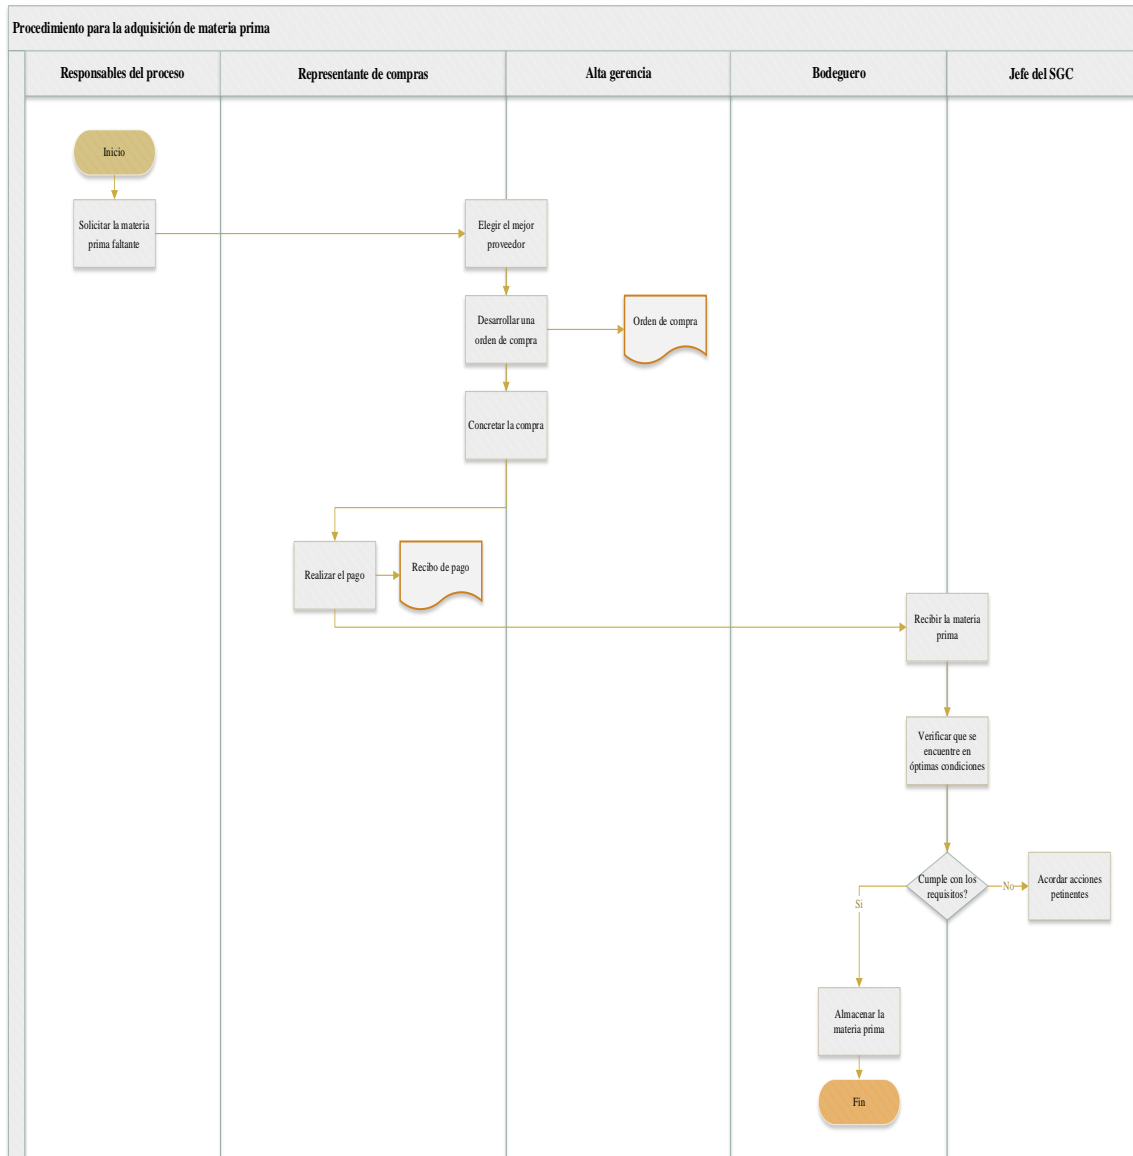 Procedimiento para la adquisición de materia prima
Responsables del proceso
Representante de compras
Alta gerencia
Bodeguero
Jefe del SGC
Inicio
Solicitar la materia
prima faltante
Elegir el mejor
proveedor
Desarrollar una
orden de compra
Orden de compra
Concretar la compra
Realizar el pago
Recibo de pago
Recibir la materia
prima
Verificar que se
encuentre en
óptimas condiciones
Cumple con los
requisitos?
No
Acordar acciones
petinentes
Si
Almacenar la
materia prima
Fin